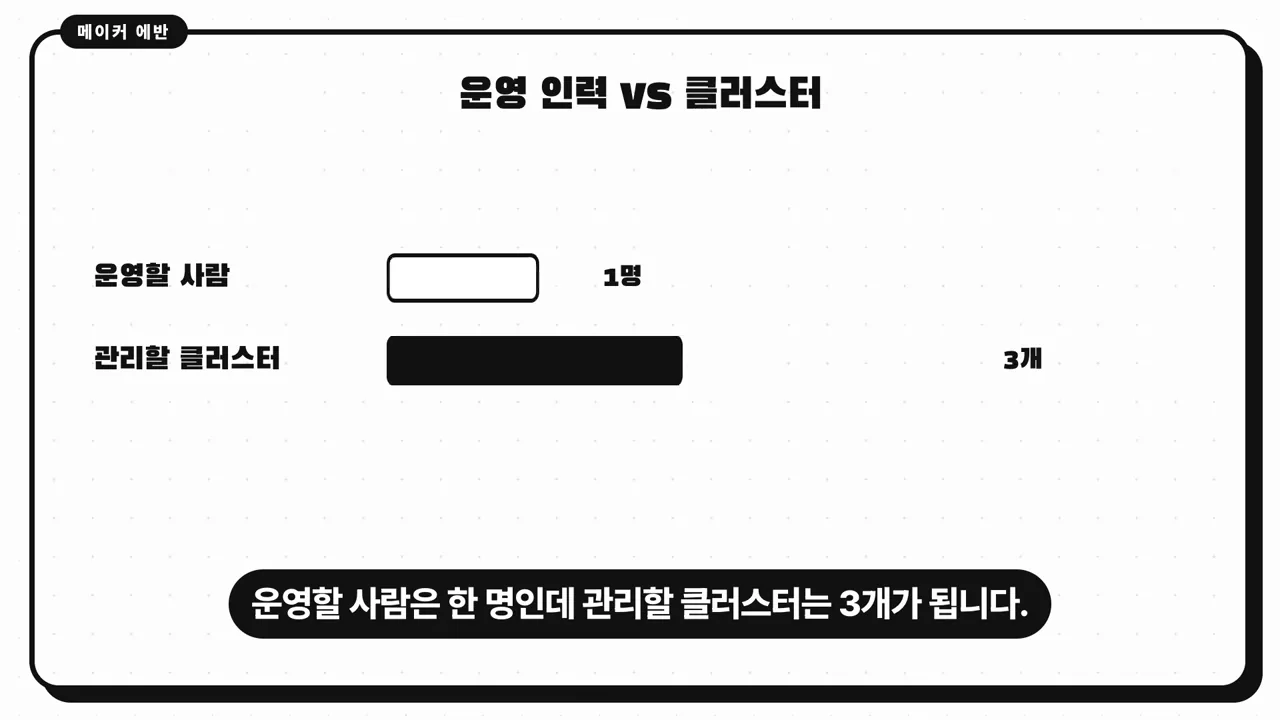 메이커 에반
운영 인력 vs 클러스터
운영할 사람
1명
관리할 클러스터
3개
운영할 사람은 한 명인데 관리할 클러스터는 3개가 됩니다.